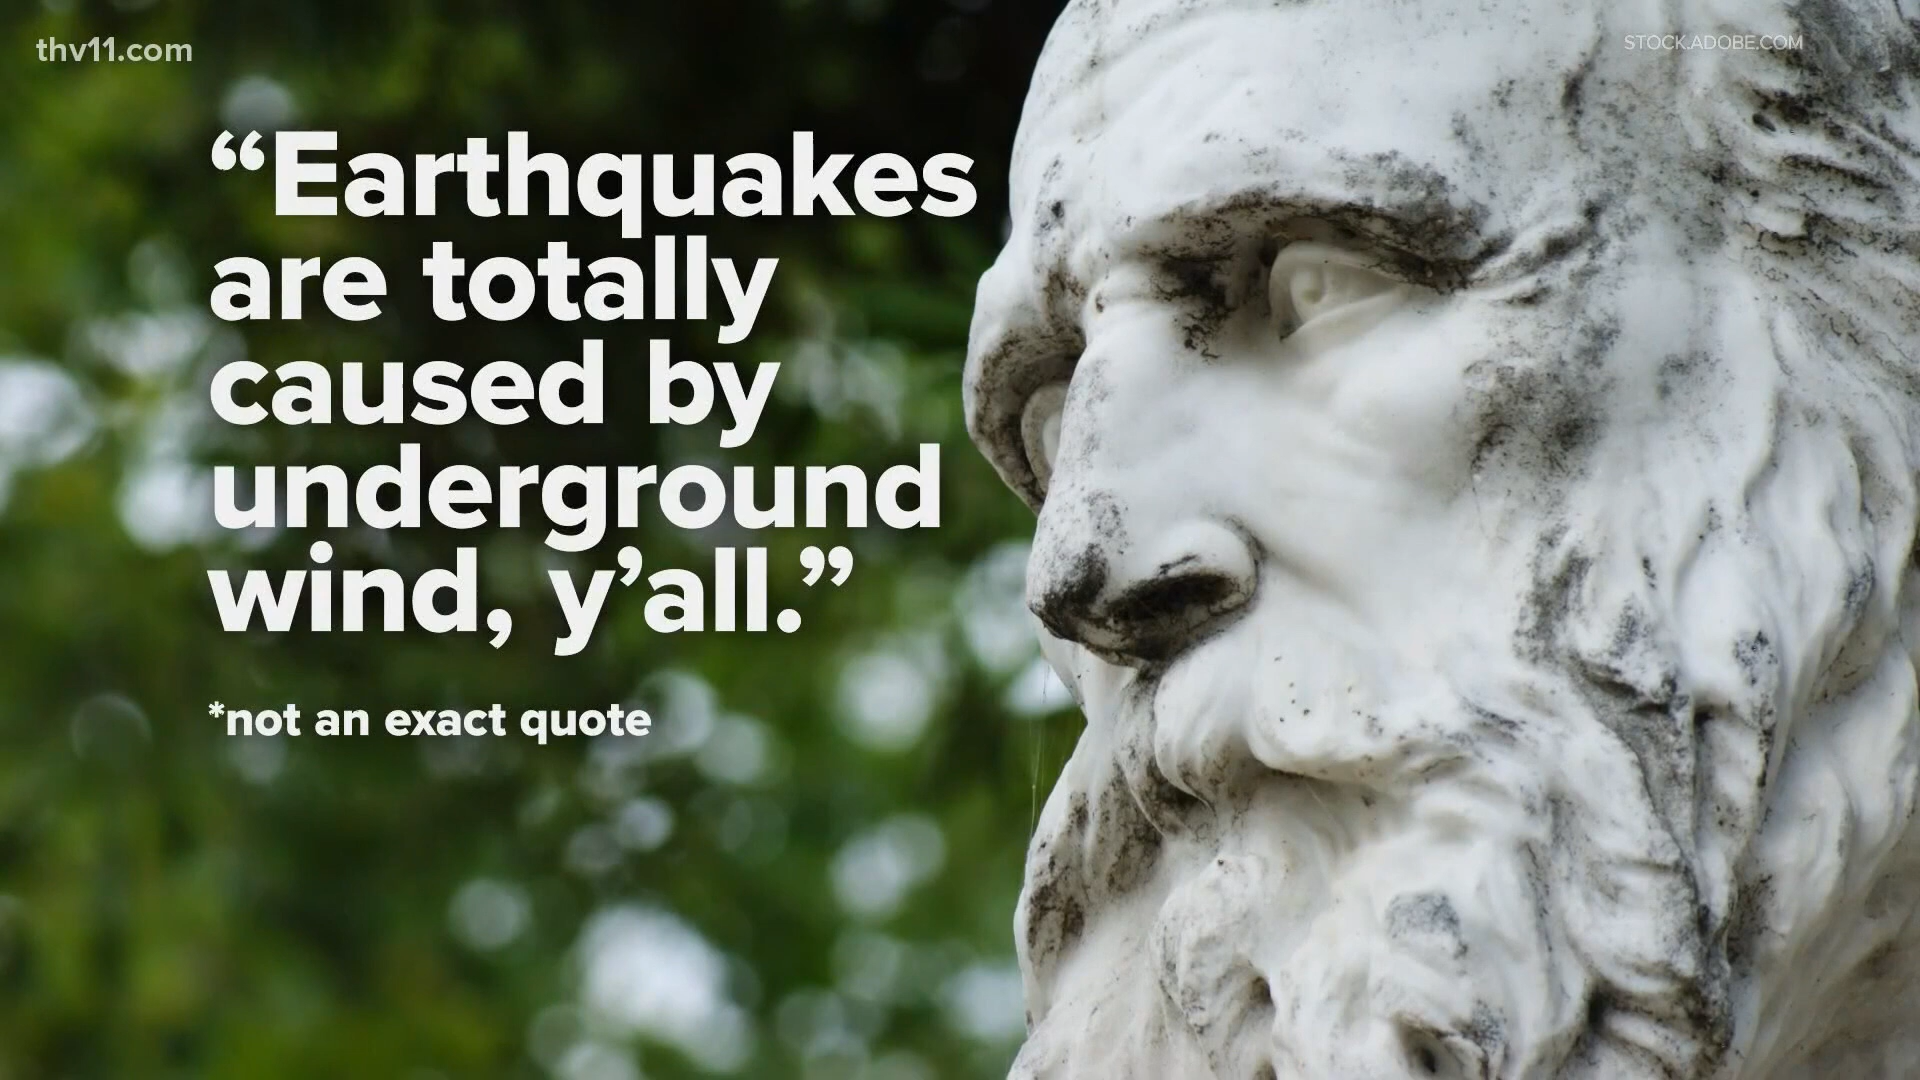 thv11.com
STOCK.ADOBE.COM
“Earthquakes
are totally
caused by
underground
wind, y’all.”
*not an exact quote